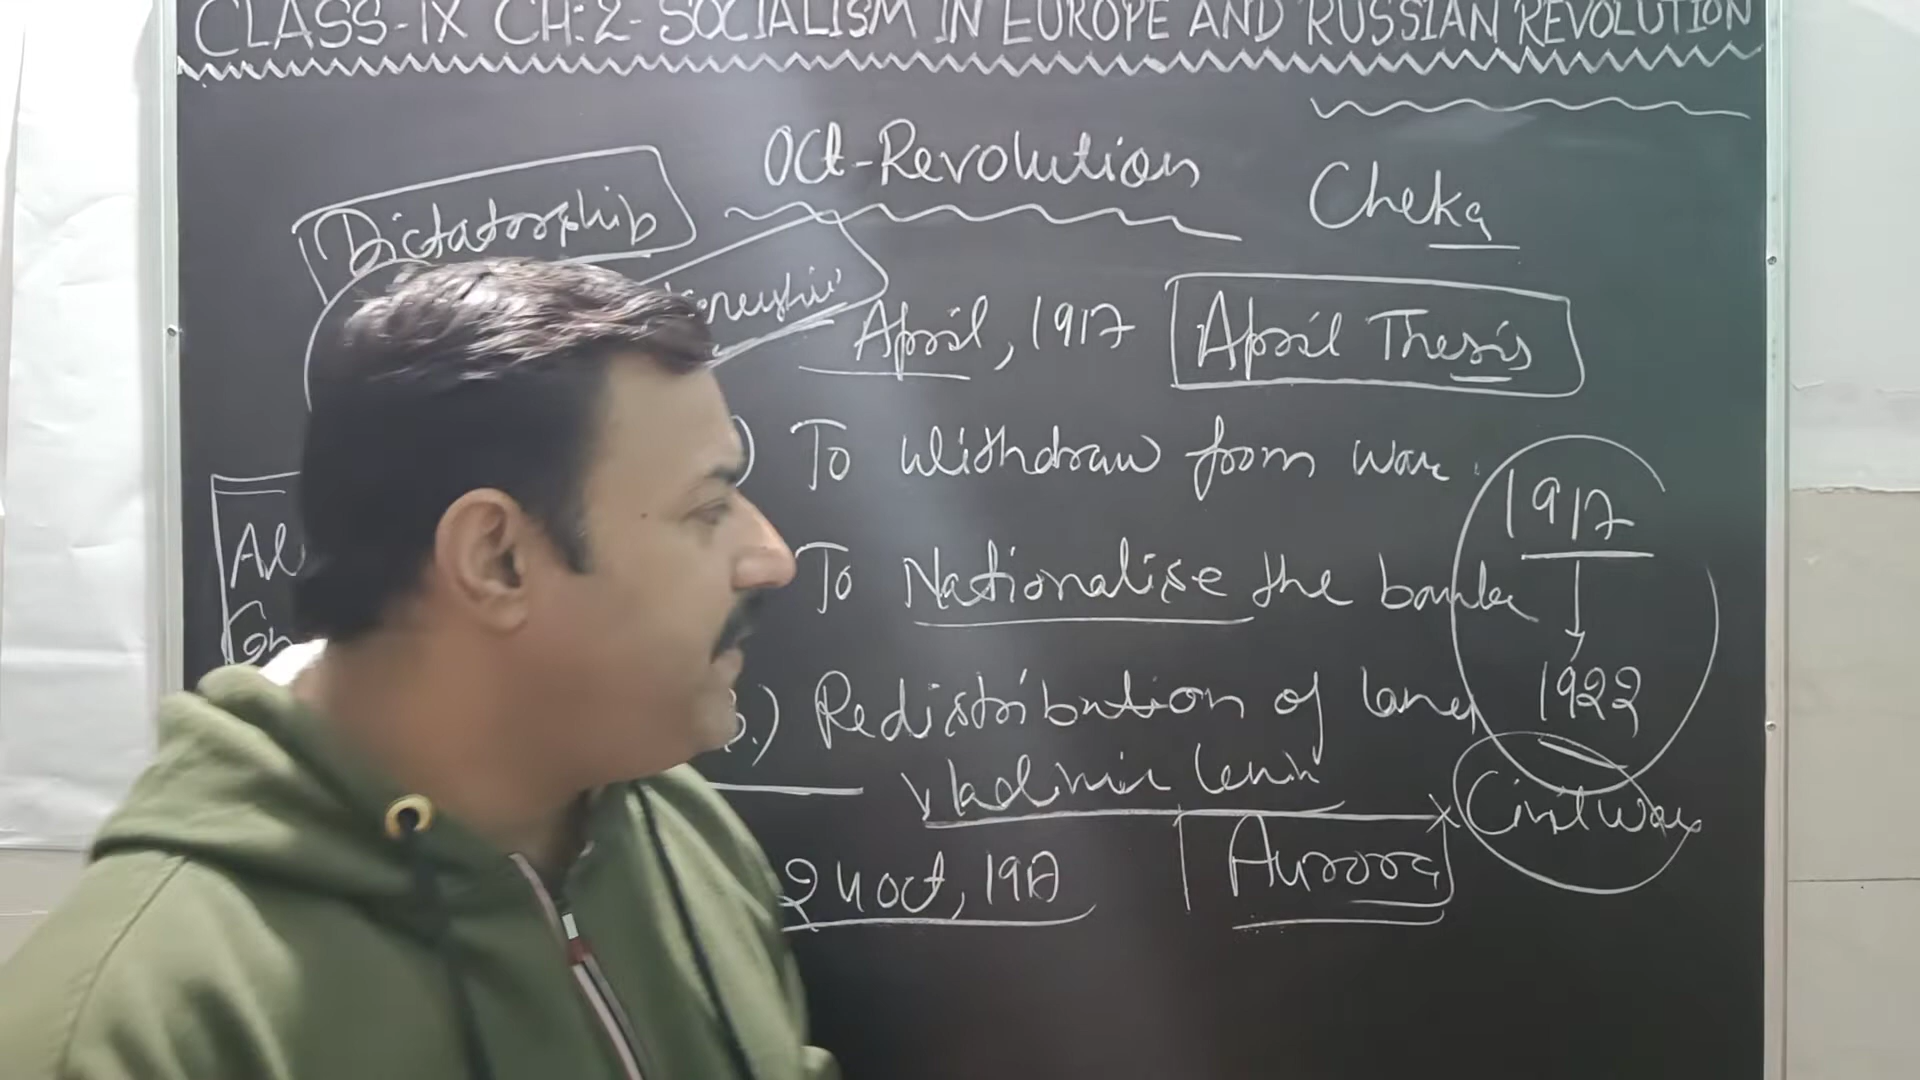 CLASS-IX CH:2- SOCIALISM IN EUROPE AND RUSSIAN REVOLUTION
Oct-Revolution
Cheka
Dictatorship
April, 1917
April Thesis
To Withdraw from war
To Nationalise the banks
3.) Redistribution of land
Vladimir Lenin
24 Oct, 1917
Aurora
1917
1922
Civil War